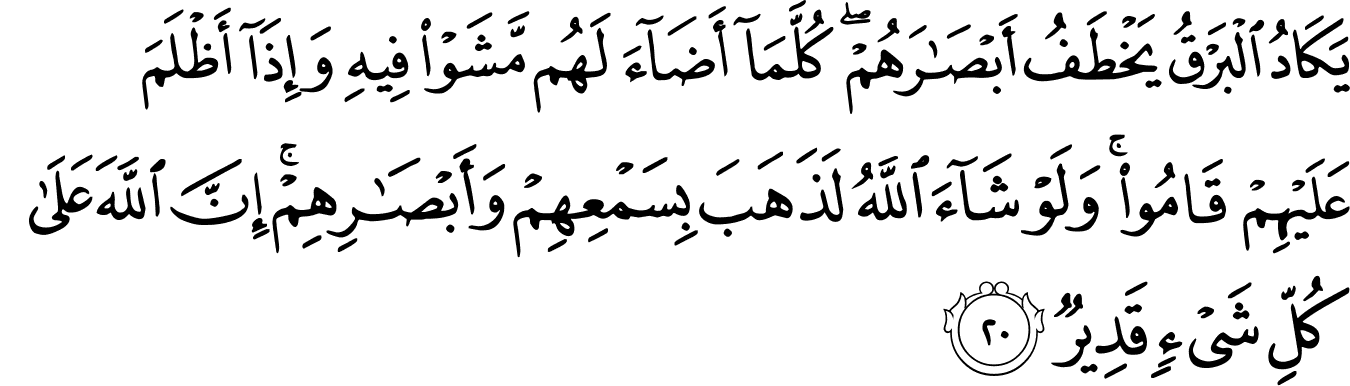 يَكَادُ ٱلْبَرْقُ يَخْطَفُ أَبْصَـٰرَهُمْ ۖ كُلَّمَآ أَضَآءَ لَهُم مَّشَوْا۟ فِيهِ وَإِذَآ أَظْلَمَ
عَلَيْهِمْ قَامُوا۟ ۚ وَلَوْ شَآءَ ٱللَّهُ لَذَهَبَ بِسَمْعِهِمْ وَأَبْصَـٰرِهِمْ ۚ إِنَّ ٱللَّهَ عَلَىٰ
كُلِّ شَىْءٍ قَدِيرٌ ٢٠